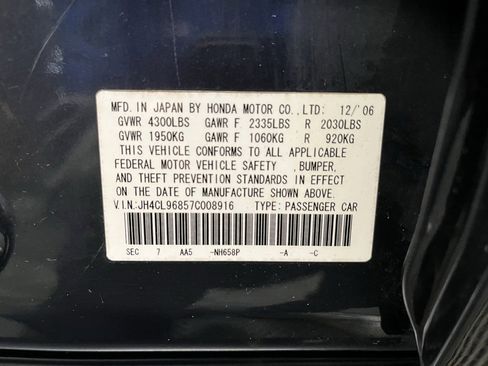 MFD. IN JAPAN BY HONDA MOTOR CO., LTD: 12/'06
GVWR 4300LBS GAWR F 2335LBS R 2030LBS
GVWR 1950KG GAWR F 1060KG R 920KG
THIS VEHICLE CONFORMS TO ALL APPLICABLE
FEDERAL MOTOR VEHICLE SAFETY , BUMPER,
AND THEFT PREVENTION STANDARDS IN EFFECT
ON THE DATE OF MANUFACTURE SHOWN ABOVE.
V.I.N.:JH4CL96857C008916 TYPE: PASSENGER CAR
SEC 7 AA5 -NH658P -A -C